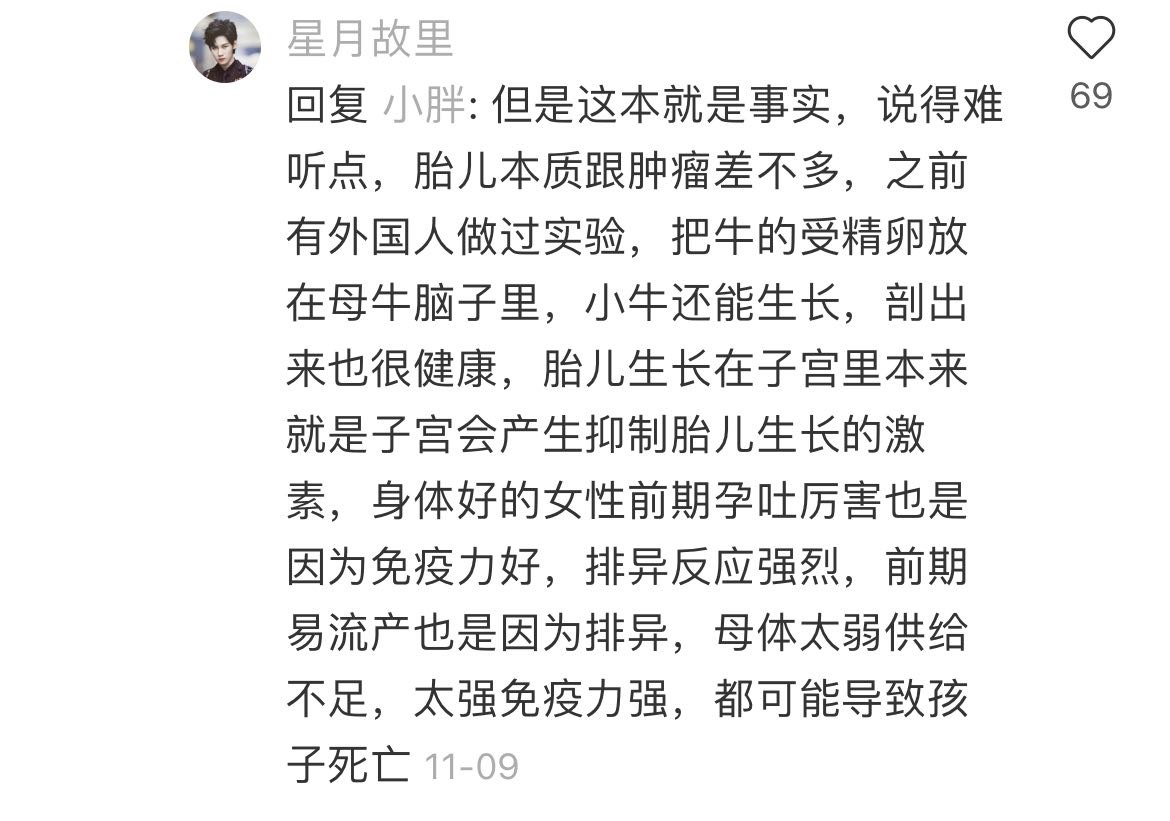 星月故里
69
回复 小胖: 但是这本就是事实，说得难
听点，胎儿本质跟肿瘤差不多，之前
有外国人做过实验，把牛的受精卵放
在母牛脑子里，小牛还能生长，剖出
来也很健康，胎儿生长在子宫里本来
就是子宫会产生抑制胎儿生长的激
素，身体好的女性前期孕吐厉害也是
因为免疫力好，排异反应强烈，前期
易流产也是因为排异，母体太弱供给
不足，太强免疫力强，都可能导致孩
子死亡 11-09